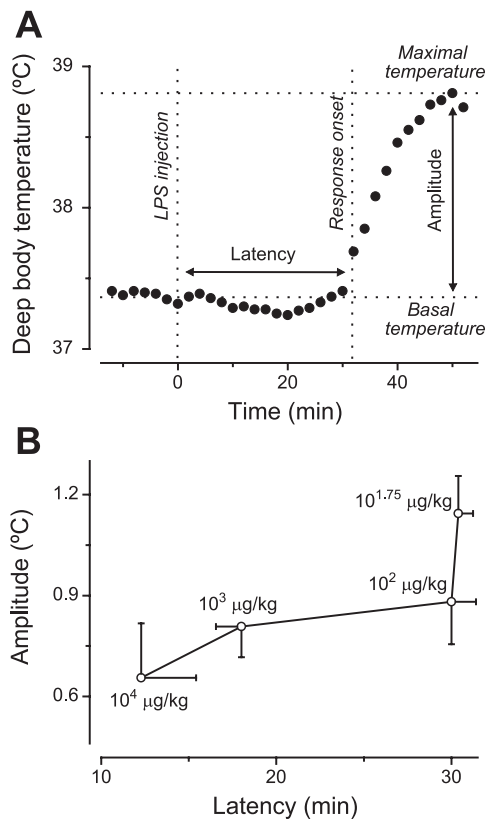 A
Deep body temperature (ºC)
39
38
37
LPS injection
Response onset
Maximal
temperature
Amplitude
Latency
Basal
temperature
0
20
40
Time (min)
B
Amplitude (ºC)
1.2
0.9
0.6
10^1.75 μg/kg
10^2 μg/kg
10^3 μg/kg
10^4 μg/kg
10
20
30
Latency (min)